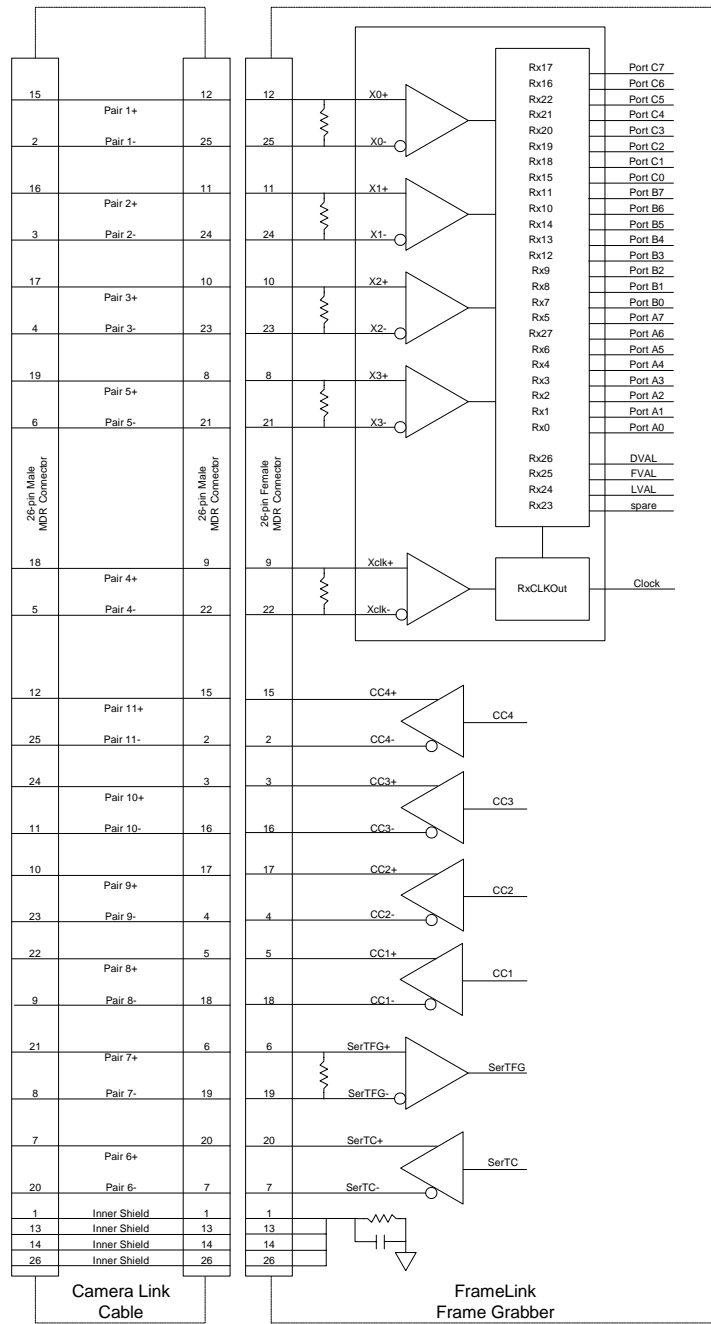 Rx17 Port C7
Rx16 Port C6
15 12 12 X0+ Rx22 Port C5
Pair 1+ Rx21 Port C4
Rx20 Port C3
2 Pair 1- 25 25 X0- Rx19 Port C2
Rx18 Port C1
Rx15 Port C0
16 11 11 X1+ Rx11 Port B7
Pair 2+ Rx10 Port B6
Rx14 Port B5
3 Pair 2- 24 24 X1- Rx13 Port B4
Rx12 Port B3
Rx9 Port B2
17 10 10 X2+ Rx8 Port B1
Pair 3+ Rx7 Port B0
Rx5 Port A7
4 Pair 3- 23 23 X2- Rx27 Port A6
Rx6 Port A5
Rx4 Port A4
19 8 8 X3+ Rx3 Port A3
Rx2 Port A2
Pair 5+ Rx1 Port A1
6 Pair 5- 21 21 X3- Rx0 Port A0
Rx26 DVAL
Rx25 FVAL
Rx24 LVAL
Rx23 spare
26-pin Male
MDR Connector
26-pin Male
MDR Connector
26-pin Female
MDR Connector
18 9 9 Xclk+
Pair 4+
RxCLKOut Clock
5 Pair 4- 22 22 Xclk-
12 15 15 CC4+
Pair 11+
CC4
25 Pair 11- 2 2 CC4-
24 3 3 CC3+
Pair 10+
CC3
11 Pair 10- 16 16 CC3-
10 17 17 CC2+
Pair 9+
CC2
23 Pair 9- 4 4 CC2-
22 5 5 CC1+
Pair 8+
CC1
9 Pair 8- 18 18 CC1-
21 6 6 SerTFG+
Pair 7+
SerTFG
8 Pair 7- 19 19 SerTFG-
7 20 20 SerTC+
Pair 6+
SerTC
20 Pair 6- 7 7 SerTC-
1 Inner Shield 1 1
13 Inner Shield 13 13
14 Inner Shield 14 14
26 Inner Shield 26 26
Camera Link
Cable
FrameLink
Frame Grabber